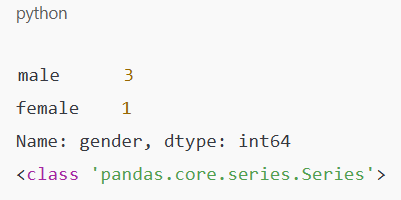 python
male      3
female    1
Name: gender, dtype: int64
<class 'pandas.core.series.Series'>